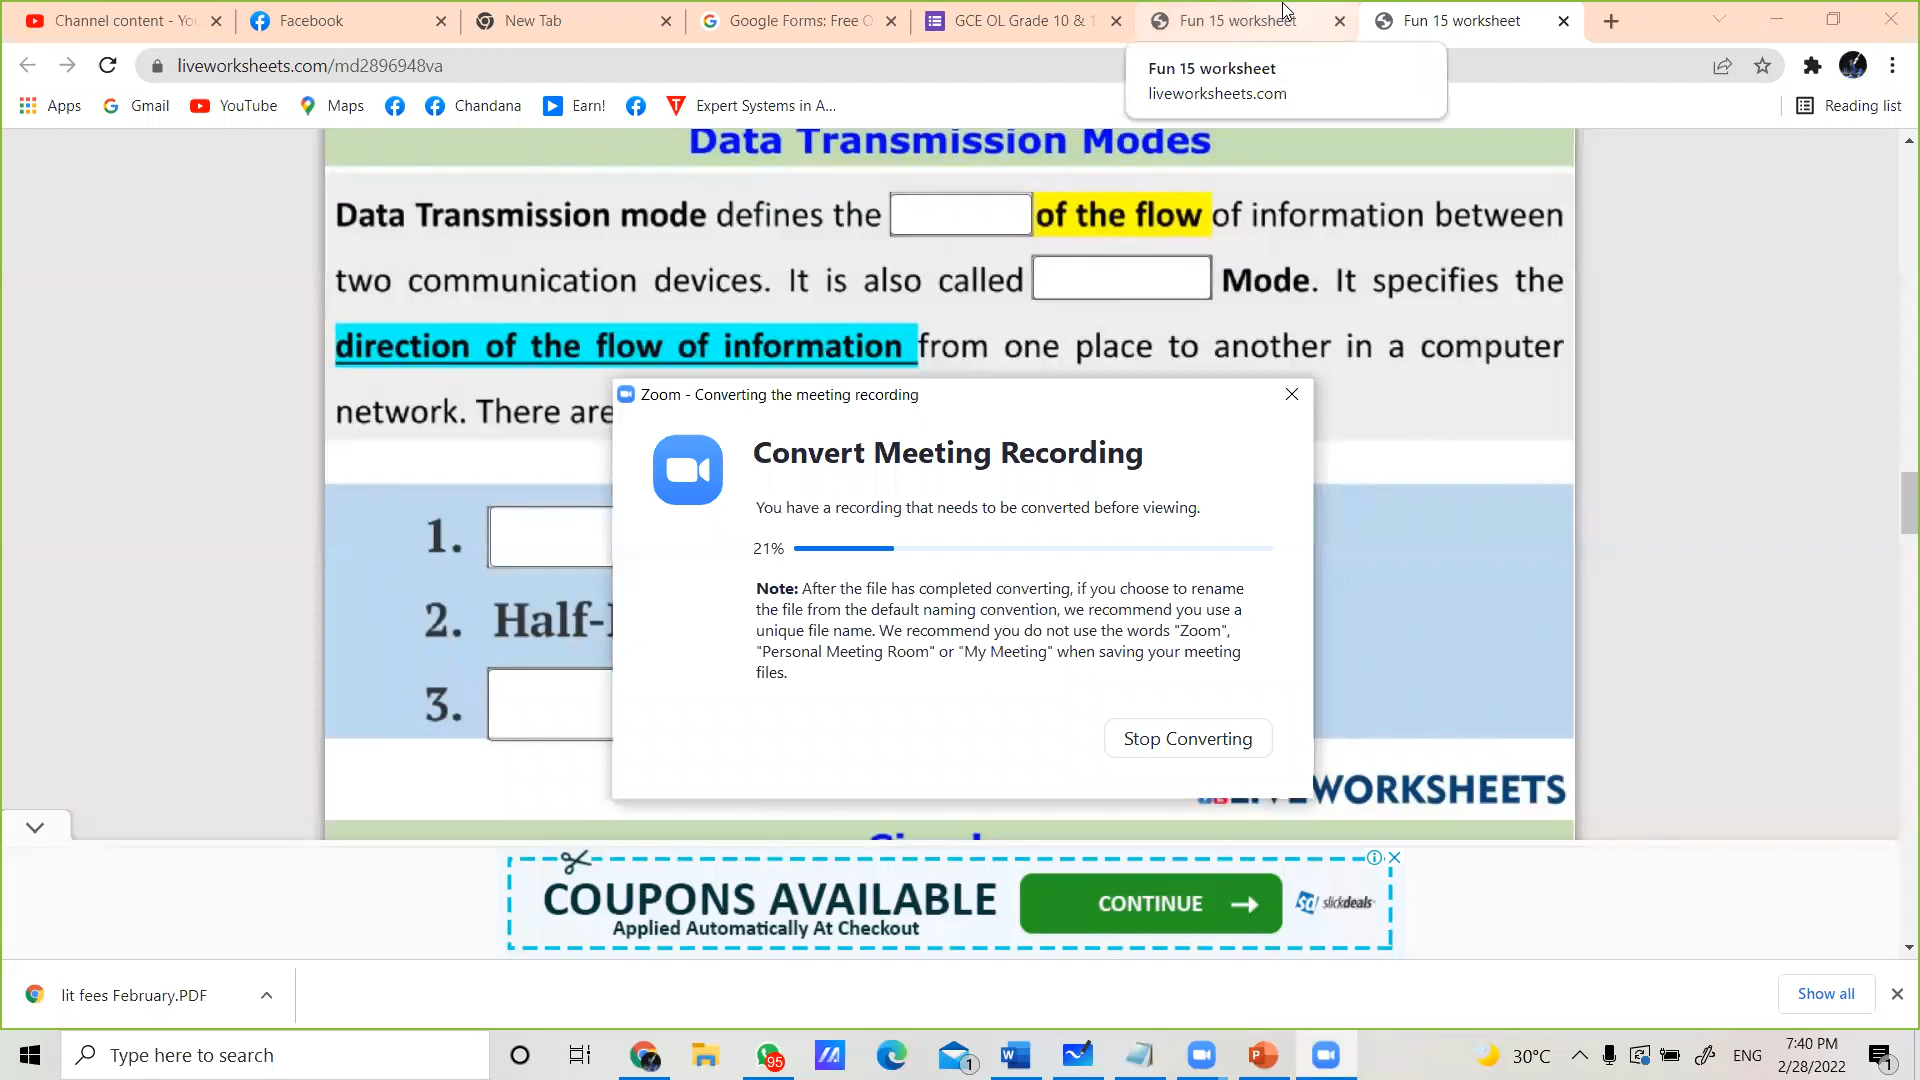 Channel content - You
Facebook
New Tab
Google Forms: Free O
GCE OL Grade 10 & 1
Fun 15 worksheet
Fun 15 worksheet
liveworksheets.com/md2896948va
Fun 15 worksheet
liveworksheets.com
Apps
Gmail
YouTube
Maps
Chandana
Earn!
Expert Systems in A...
Reading list
Data Transmission Modes
Data Transmission mode defines the of the flow of information between
two communication devices. It is also called Mode. It specifies the
direction of the flow of information from one place to another in a computer
network. There are
Zoom - Converting the meeting recording
Convert Meeting Recording
You have a recording that needs to be converted before viewing.
21%
Note: After the file has completed converting, if you choose to rename
the file from the default naming convention, we recommend you use a
unique file name. We recommend you do not use the words "Zoom",
"Personal Meeting Room" or "My Meeting" when saving your meeting
files.
Stop Converting
1.
2. Half-
3.
LIVEWORKSHEETS
COUPONS AVAILABLE
Applied Automatically At Checkout
CONTINUE
slickdeals
lit fees February.PDF
Show all
Type here to search
95
1
30°C
ENG
7:40 PM
2/28/2022
1